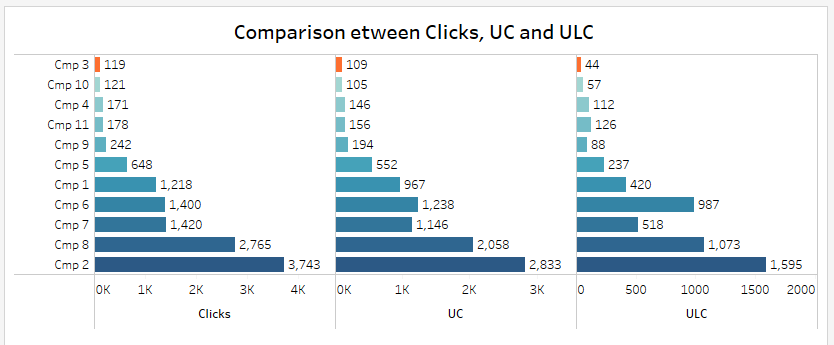 Comparison etween Clicks, UC and ULC
Cmp 3 119 109 44
Cmp 10 121 105 57
Cmp 4 171 146 112
Cmp 11 178 156 126
Cmp 9 242 194 88
Cmp 5 648 552 237
Cmp 1 1,218 967 420
Cmp 6 1,400 1,238 987
Cmp 7 1,420 1,146 518
Cmp 8 2,765 2,058 1,073
Cmp 2 3,743 2,833 1,595
0K 1K 2K 3K 4K 0K 1K 2K 3K 0 500 1000 1500 2000
Clicks UC ULC